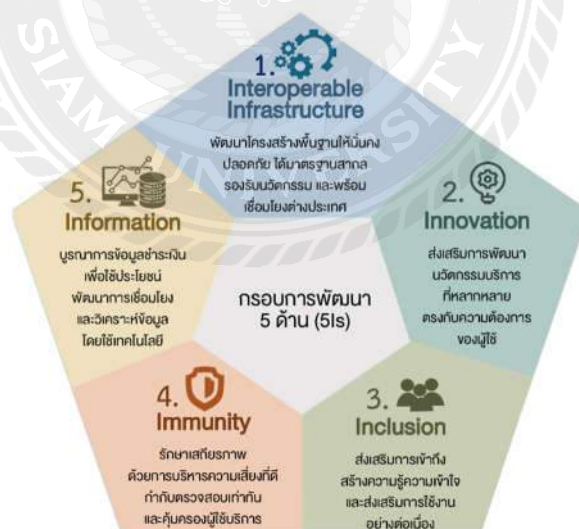 1.
Interoperable
Infrastructure
พัฒนาโครงสร้างพื้นฐานให้มั่นคง
ปลอดภัย ได้มาตรฐานสากล
รองรับนวัตกรรม และพร้อม
เชื่อมโยงต่างประเทศ
2.
Innovation
ส่งเสริมการพัฒนา
นวัตกรรมบริการ
ที่หลากหลาย
ตรงกับความต้องการ
ของผู้ใช้
3.
Inclusion
ส่งเสริมการเข้าถึง
สร้างความรู้ความเข้าใจ
และส่งเสริมการใช้งาน
อย่างต่อเนื่อง
4.
Immunity
รักษาเสถียรภาพ
ด้วยการบริหารความเสี่ยงที่ดี
กำกับตรวจสอบเท่าทัน
และคุ้มครองผู้ใช้บริการ
5.
Information
บูรณาการข้อมูลชำระเงิน
เพื่อใช้ประโยชน์
พัฒนาการเชื่อมโยง
และวิเคราะห์ข้อมูล
โดยใช้เทคโนโลยี
กรอบการพัฒนา
5 ด้าน (5Is)
SIAM UNIVERSITY